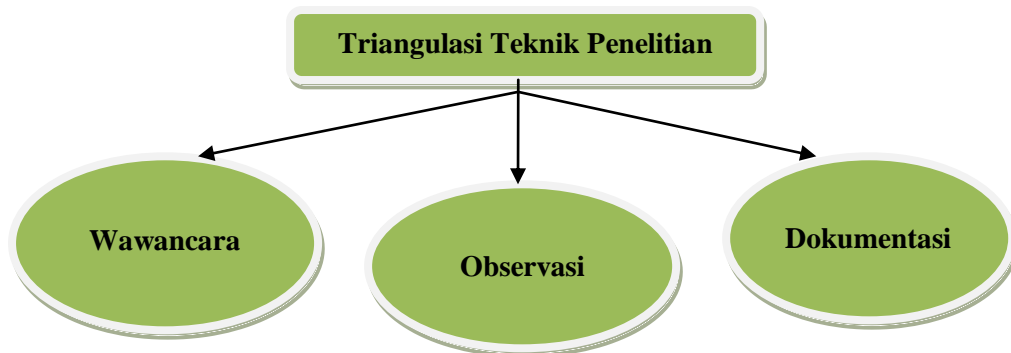 Triangulasi Teknik Penelitian
Wawancara
Observasi
Dokumentasi